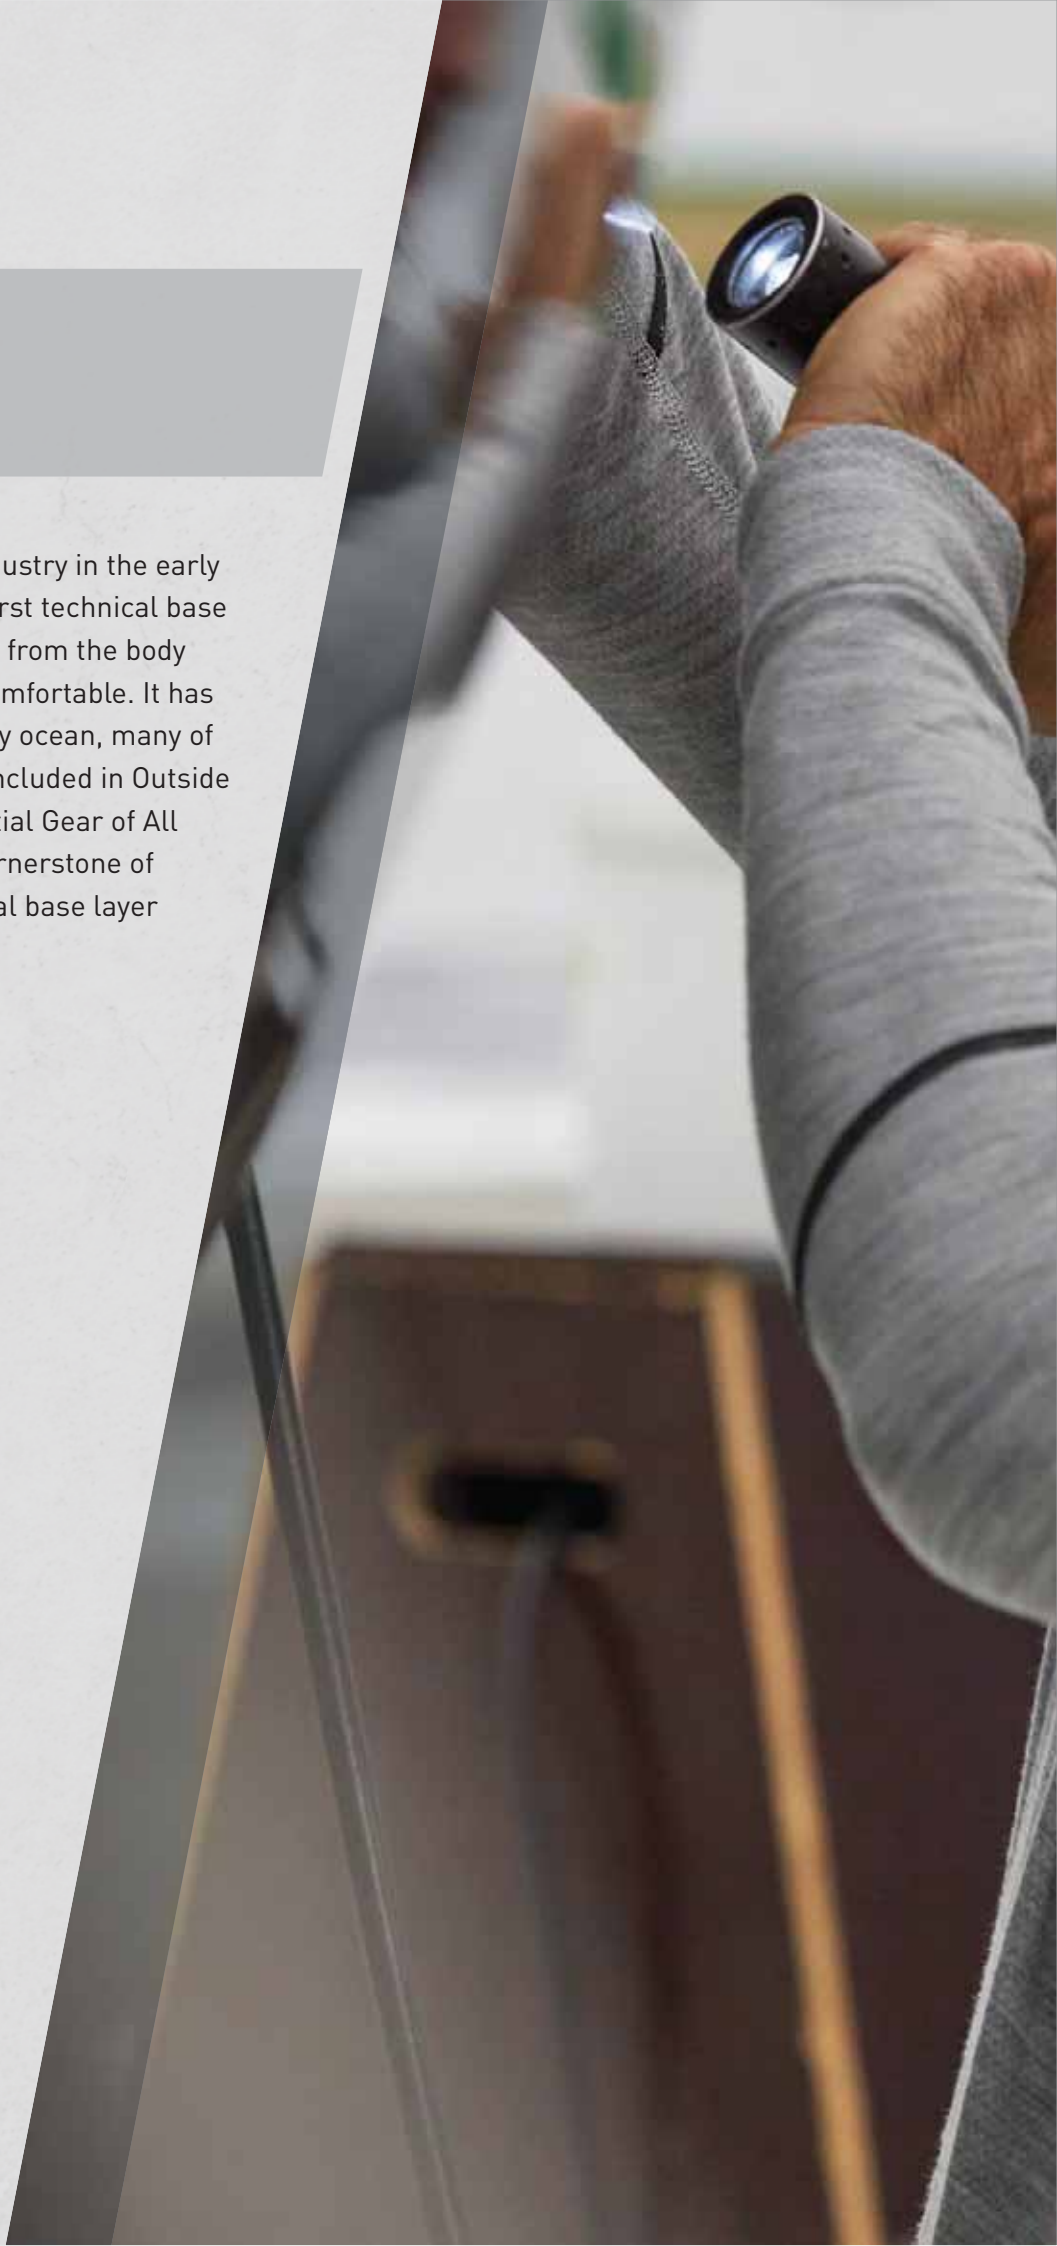 ustry in the early
rst technical base
from the body
mfortable. It has
y ocean, many of
ncluded in Outside
tial Gear of All
rnerstone of
al base layer